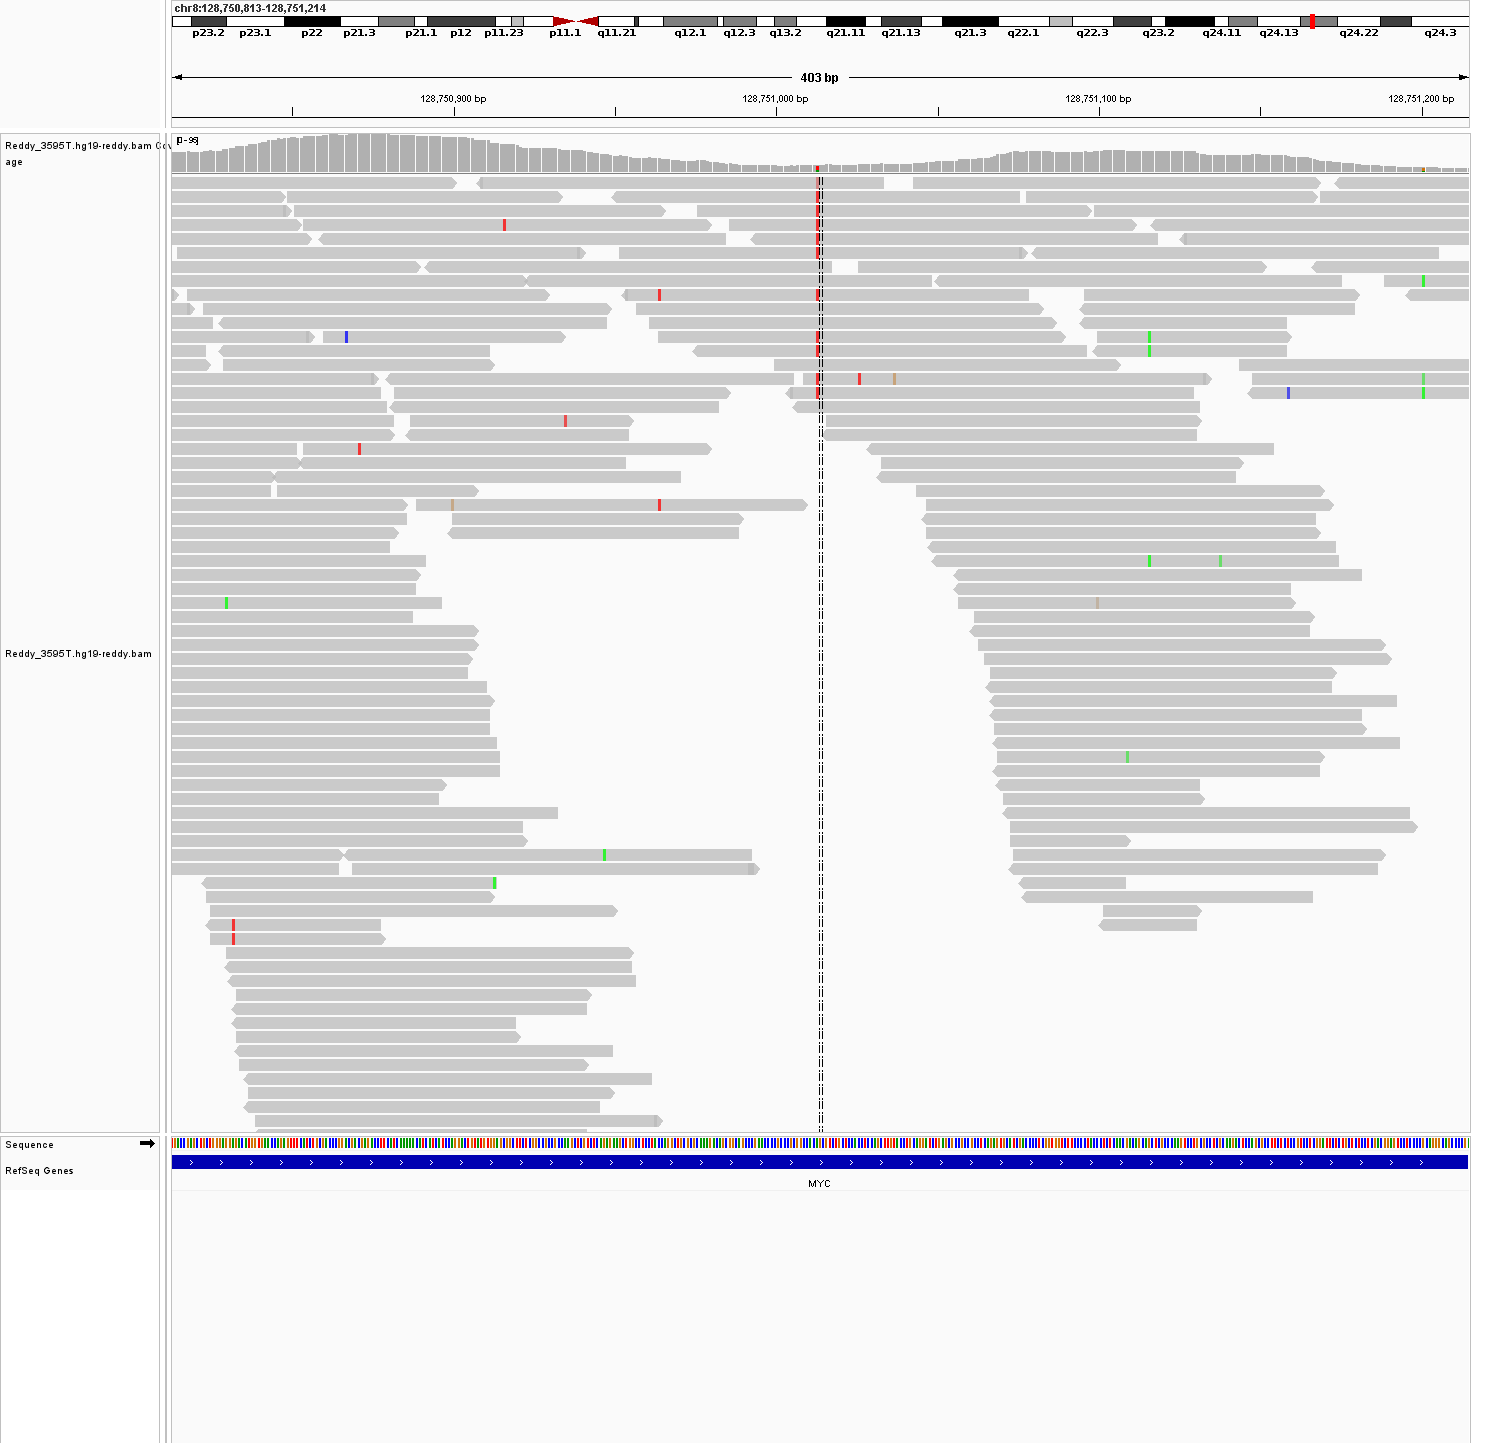 chr8:128,750,813-128,751,214
p23.2 p23.1 p22 p21.3 p21.1 p12 p11.23 p11.1 q11.21 q12.1 q12.3 q13.2 q21.11 q21.13 q21.3 q22.1 q22.3 q23.2 q24.11 q24.13 q24.22 q24.3
403 bp
128,750,900 bp 128,751,000 bp 128,751,100 bp 128,751,200 bp
Reddy_3595T.hg19-reddy.bam Cov
age
[0-96]
Reddy_3595T.hg19-reddy.bam
Sequence
RefSeq Genes
MYC